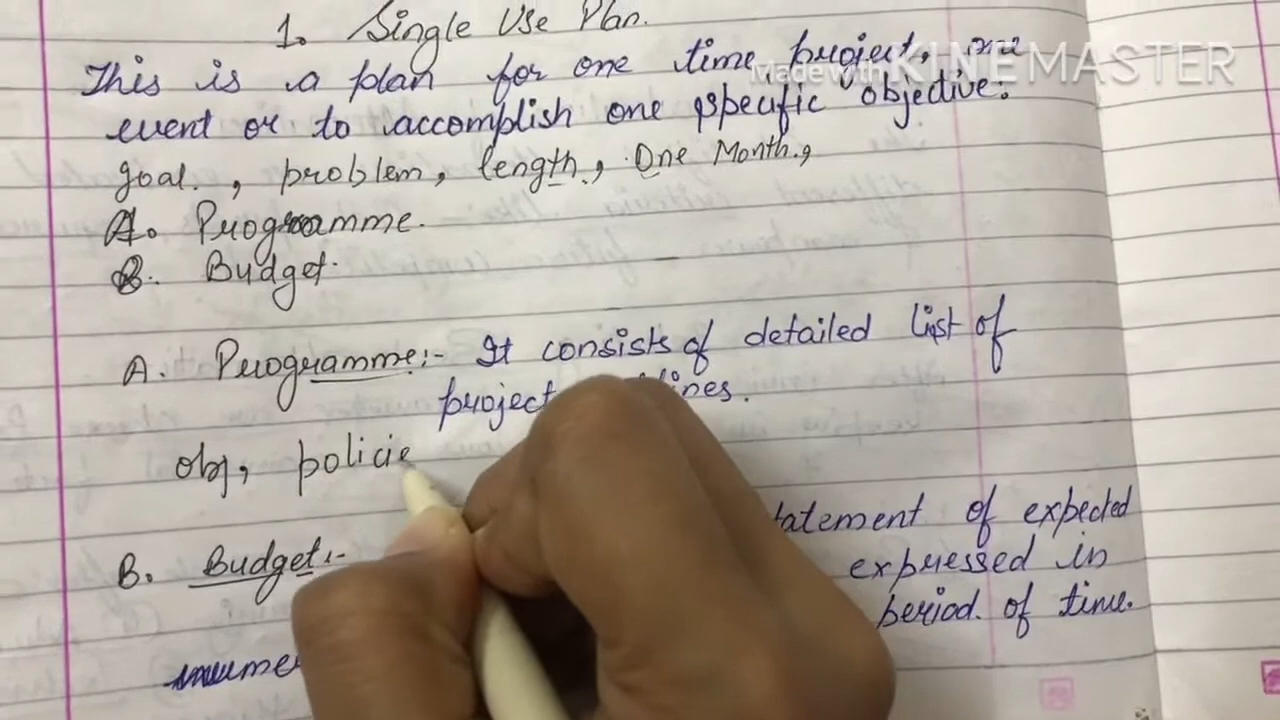 1. Single Use Plan.
This is a plan for one time project, one
Made with KINEMASTER
event or to accomplish one specific objective:
goal. , problem, length, One Month,
A. Programme.
B. Budget.
A. Programme:- It consists of detailed list of
project
obj, policie
B. Budget:- statement of expected
expressed in
period of time.